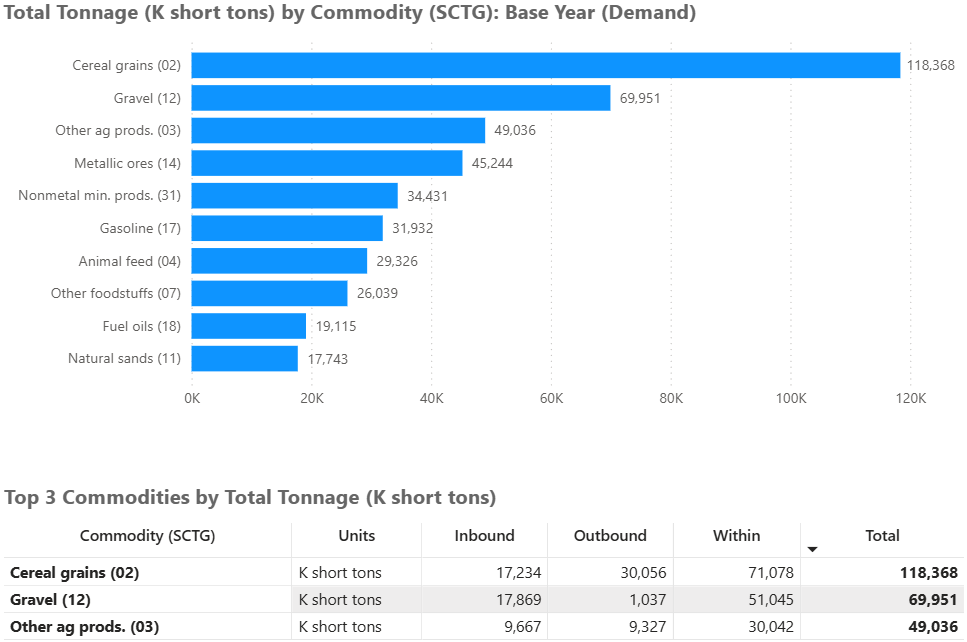 Total Tonnage (K short tons) by Commodity (SCTG): Base Year (Demand)
Cereal grains (02) 118,368
Gravel (12) 69,951
Other ag prods. (03) 49,036
Metallic ores (14) 45,244
Nonmetal min. prods. (31) 34,431
Gasoline (17) 31,932
Animal feed (04) 29,326
Other foodstuffs (07) 26,039
Fuel oils (18) 19,115
Natural sands (11) 17,743
0K 20K 40K 60K 80K 100K 120K
Top 3 Commodities by Total Tonnage (K short tons)
Commodity (SCTG) Units Inbound Outbound Within Total
Cereal grains (02) K short tons 17,234 30,056 71,078 118,368
Gravel (12) K short tons 17,869 1,037 51,045 69,951
Other ag prods. (03) K short tons 9,667 9,327 30,042 49,036